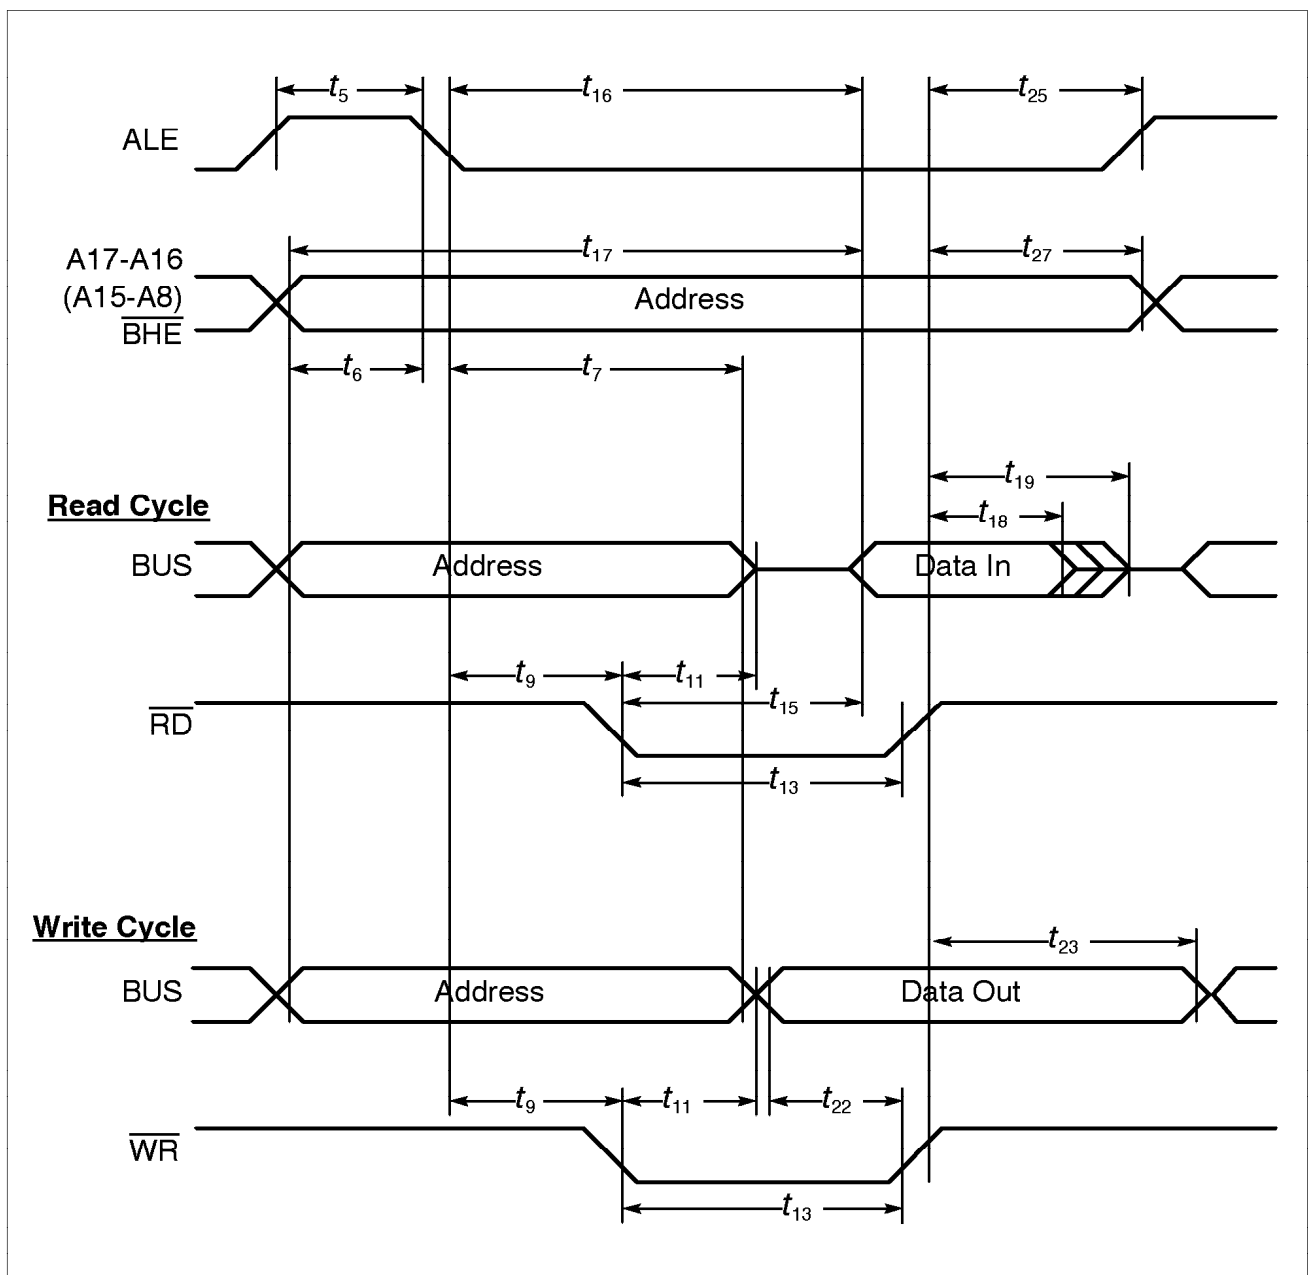 t5 t16 t25
ALE
t17 t27
A17-A16
(A15-A8)
BHE
Address
t6 t7
t19
Read Cycle
t18
BUS Address Data In
t9 t11
t15
RD
t13
Write Cycle
t23
BUS Address Data Out
t9 t11 t22
WR
t13